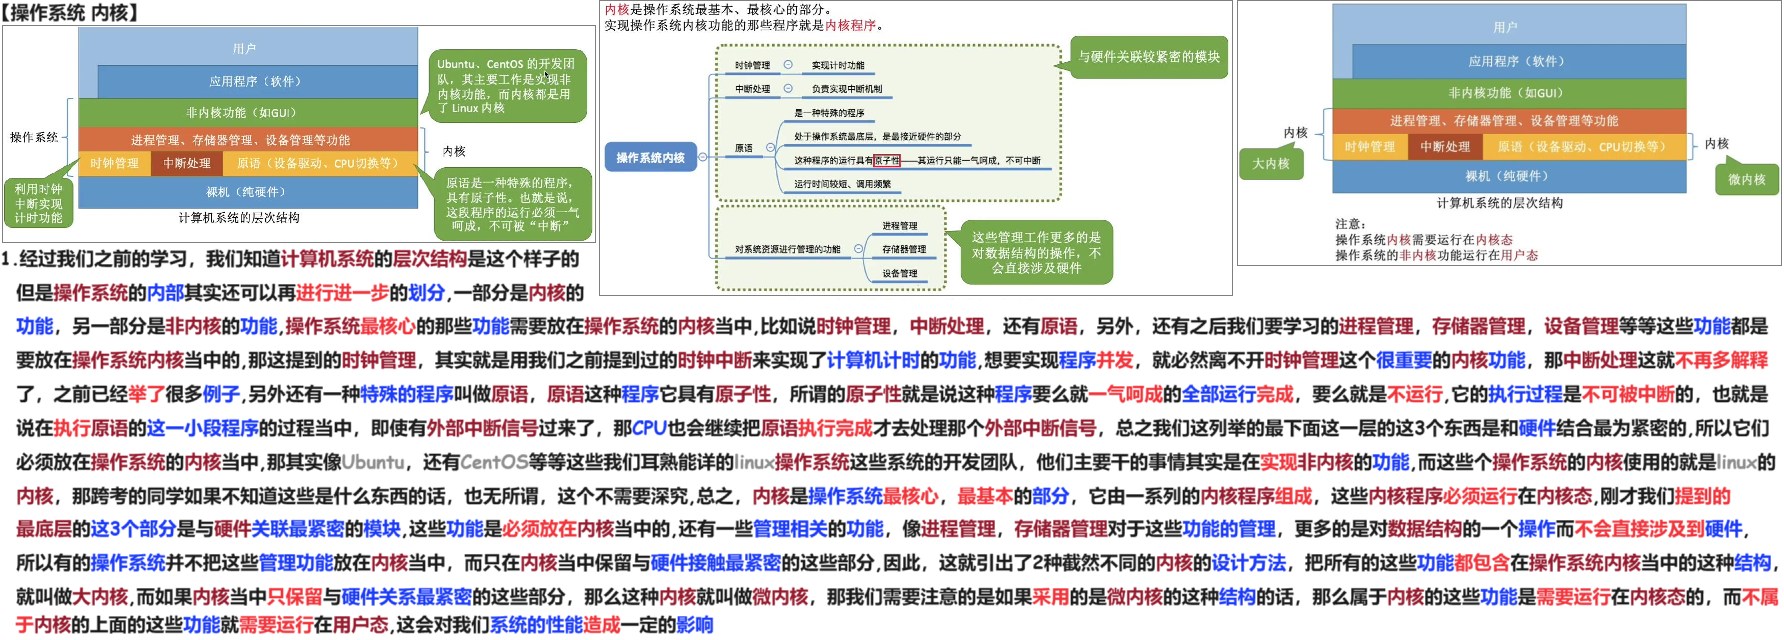 【操作系统 内核】
用户
应用程序（软件）
非内核功能（如GUI）
进程管理、存储器管理、设备管理等功能
时钟管理
中断处理
原语（设备驱动、CPU切换等）
裸机（纯硬件）
计算机系统的层次结构
操作系统
内核
利用时钟
中断实现
计时功能
Ubuntu、CentOS 的开发团
队，其主要工作是实现非
内核功能，而内核都是用
了 Linux 内核
原语是一种特殊的程序，
具有原子性。也就是说，
这段程序的运行必须一气
呵成，不可被“中断”
内核是操作系统最基本、最核心的部分。
实现操作系统内核功能的那些程序就是内核程序。
操作系统内核
时钟管理
实现计时功能
中断处理
负责实现中断机制
原语
是一种特殊的程序
处于操作系统最底层，是最接近硬件的部分
这种程序的运行具有原子性——其运行只能一气呵成，不可中断
运行时间较短、调用频繁
对系统资源进行管理的功能
进程管理
存储器管理
设备管理
与硬件关联较紧密的模块
这些管理工作更多的是
对数据结构的操作，不
会直接涉及硬件
用户
应用程序（软件）
非内核功能（如GUI）
进程管理、存储器管理、设备管理等功能
时钟管理
中断处理
原语（设备驱动、CPU切换等）
裸机（纯硬件）
计算机系统的层次结构
内核
大内核
内核
微内核
注意：
操作系统内核需要运行在内核态
操作系统的非内核功能运行在用户态
1.经过我们之前的学习，我们知道计算机系统的层次结构是这个样子的
但是操作系统的内部其实还可以再进行进一步的划分,一部分是内核的
功能，另一部分是非内核的功能,操作系统最核心的那些功能需要放在操作系统的内核当中,比如说时钟管理，中断处理，还有原语，另外，还有之后我们要学习的进程管理，存储器管理，设备管理等等这些功能都是
要放在操作系统内核当中的,那这提到的时钟管理，其实就是用我们之前提到过的时钟中断来实现了计算机计时的功能,想要实现程序并发，就必然离不开时钟管理这个很重要的内核功能，那中断处理这就不再多解释
了，之前已经举了很多例子,另外还有一种特殊的程序叫做原语，原语这种程序它具有原子性，所谓的原子性就是说这种程序要么就一气呵成的全部运行完成，要么就是不运行,它的执行过程是不可被中断的，也就是
说在执行原语的这一小段程序的过程当中，即使有外部中断信号过来了，那CPU也会继续把原语执行完成才去处理那个外部中断信号，总之我们这列举的最下面这一层的这3个东西是和硬件结合最为紧密的,所以它们
必须放在操作系统的内核当中,那其实像Ubuntu，还有CentOS等等这些我们耳熟能详的linux操作系统这些系统的开发团队，他们主要干的事情其实是在实现非内核的功能,而这些个操作系统的内核使用的就是linux的
内核，那跨考的同学如果不知道这些是什么东西的话，也无所谓，这个不需要深究,总之，内核是操作系统最核心，最基本的部分，它由一系列的内核程序组成，这些内核程序必须运行在内核态,刚才我们提到的
最底层的这3个部分是与硬件关联最紧密的模块,这些功能是必须放在内核当中的,还有一些管理相关的功能，像进程管理，存储器管理对于这些功能的管理，更多的是对数据结构的一个操作而不会直接涉及到硬件，
所以有的操作系统并不把这些管理功能放在内核当中，而只在内核当中保留与硬件接触最紧密的这些部分,因此，这就引出了2种截然不同的内核的设计方法，把所有的这些功能都包含在操作系统内核当中的这种结构，
就叫做大内核,而如果内核当中只保留与硬件关系最紧密的这些部分，那么这种内核就叫做微内核，那我们需要注意的是如果采用的是微内核的这种结构的话，那么属于内核的这些功能是需要运行在内核态的，而不属
于内核的上面的这些功能就需要运行在用户态,这会对我们系统的性能造成一定的影响